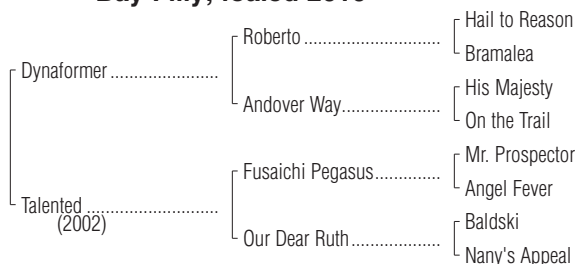 Bay Filly; foaled
Hail to Reason
Roberto ..................................
Bramalea
Dynaformer ...........................
His Majesty
Andover Way.........................
On the Trail
Mr. Prospector
Fusaichi Pegasus................
Angel Fever
Talented .................................
(2002)
Baldski
Our Dear Ruth......................
Nany's Appeal